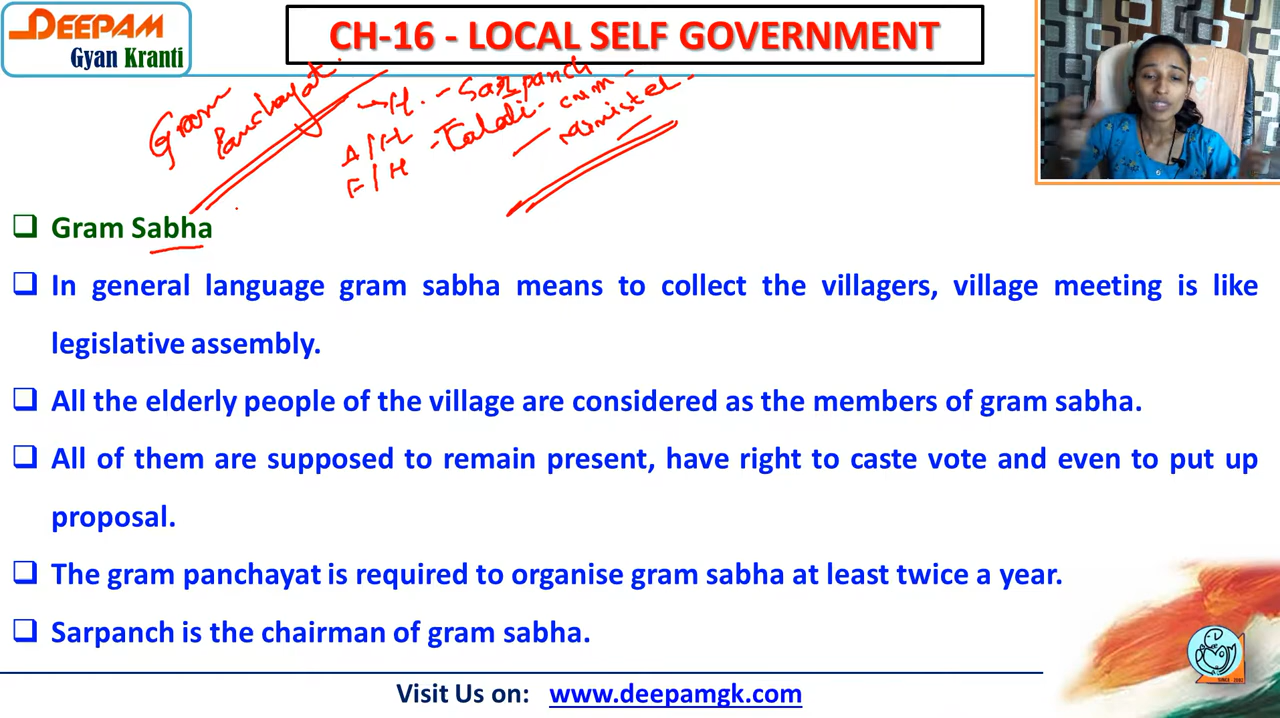 DEEPAM
Gyan Kranti
CH-16 - LOCAL SELF GOVERNMENT
Gram
Panchayat.
→ H. - Sarpanch
A/H - Talati - cum -
F/H
❑ Gram Sabha
❑ In general language gram sabha means to collect the villagers, village meeting is like
legislative assembly.
❑ All the elderly people of the village are considered as the members of gram sabha.
❑ All of them are supposed to remain present, have right to caste vote and even to put up
proposal.
❑ The gram panchayat is required to organise gram sabha at least twice a year.
❑ Sarpanch is the chairman of gram sabha.
Visit Us on: www.deepamgk.com